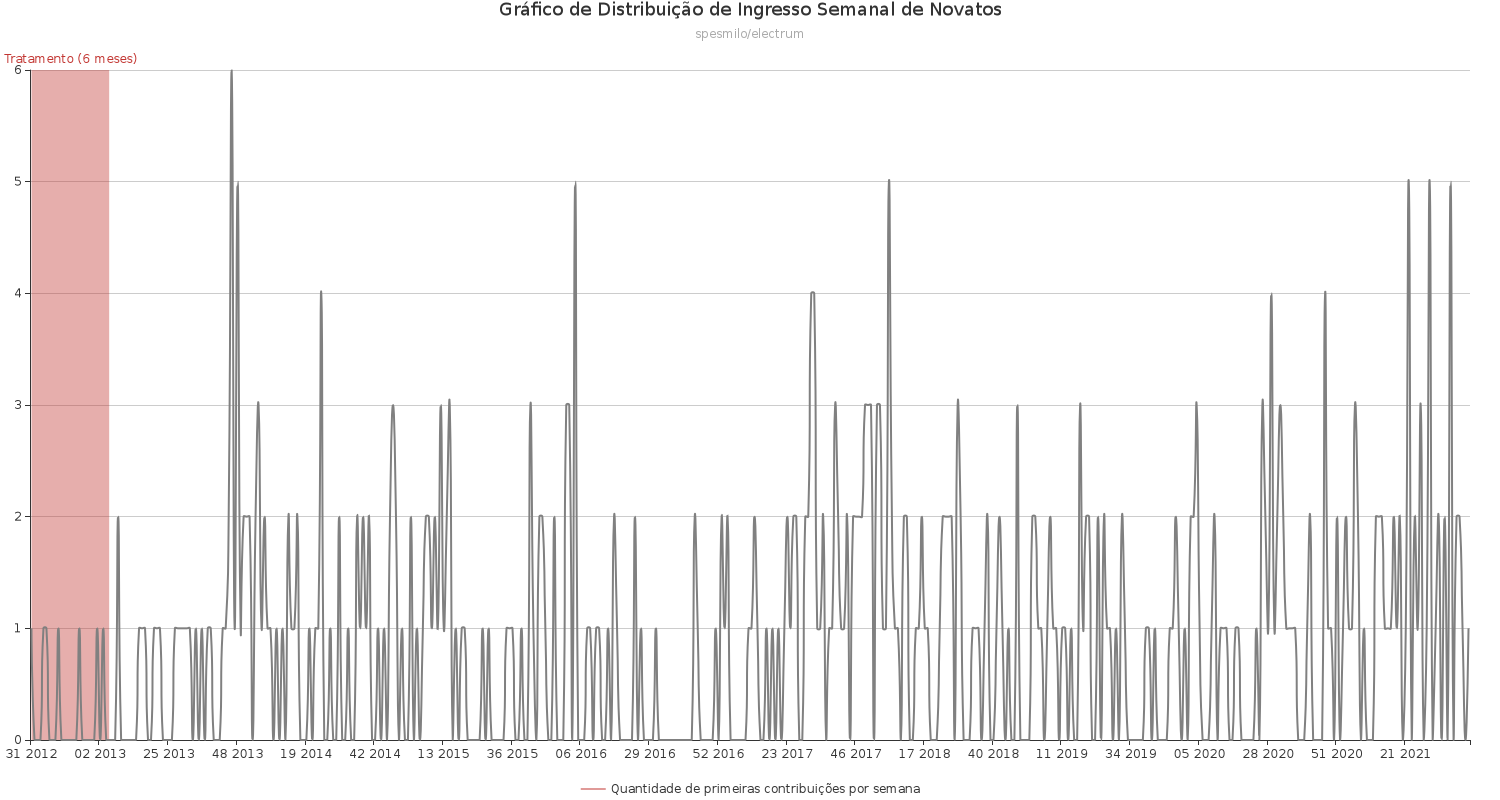 Gráfico de Distribuição de Ingresso Semanal de Novatos
spesmilo/electrum
Tratamento (6 meses)
6
5
4
3
2
1
0
31 2012 02 2013 25 2013 48 2013 19 2014 42 2014 13 2015 36 2015 06 2016 29 2016 52 2016 23 2017 46 2017 17 2018 40 2018 11 2019 34 2019 05 2020 28 2020 51 2020 21 2021
Quantidade de primeiras contribuições por semana